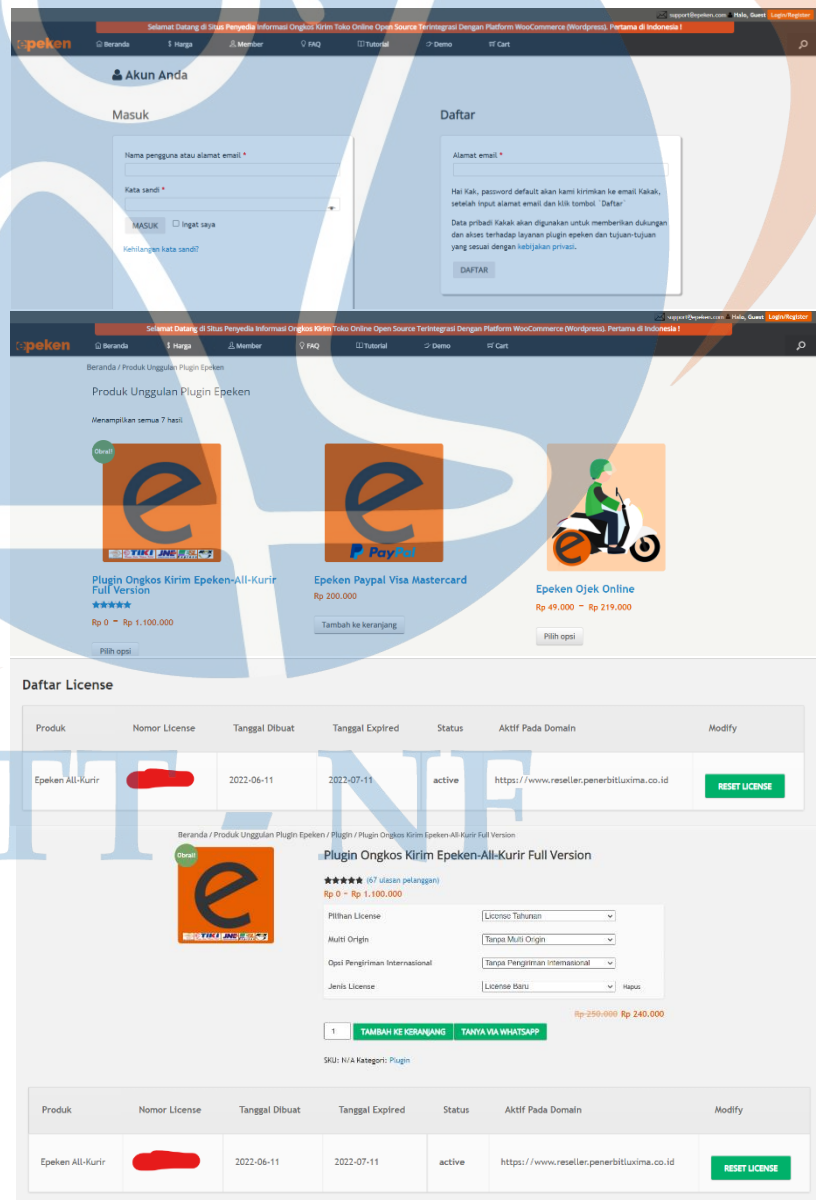 support@epeken.com Halo, Guest Login/Register
Selamat Datang di Situs Penyedia Informasi Ongkos Kirim Toko Online Open Source Terintegrasi Dengan Platform WooCommerce (Wordpress). Pertama di Indonesia !
epeken Beranda $ Harga Member FAQ Tutorial Demo Cart
Akun Anda
Masuk
Nama pengguna atau alamat email *
Kata sandi *
MASUK Ingat saya
Kehilangan kata sandi?
Daftar
Alamat email *
Hai Kak, password default akan kami kirimkan ke email Kakak,
setelah input alamat email dan klik tombol `Daftar"
Data pribadi Kakak akan digunakan untuk memberikan dukungan
dan akses terhadap layanan plugin epeken dan tujuan-tujuan
yang sesuai dengan kebijakan privasi.
DAFTAR
support@epeken.com Halo, Guest Login/Register
Selamat Datang di Situs Penyedia Informasi Ongkos Kirim Toko Online Open Source Terintegrasi Dengan Platform WooCommerce (Wordpress). Pertama di Indonesia !
epeken Beranda $ Harga Member FAQ Tutorial Demo Cart
Beranda / Produk Unggulan Plugin Epeken
Produk Unggulan Plugin Epeken
Menampilkan semua 7 hasil
Obral!
e
TIKI JNE
Plugin Ongkos Kirim Epeken-All-Kurir
Full Version
Rp 0 – Rp 1.100.000
Pilih opsi
e
PayPal
Epeken Paypal Visa Mastercard
Rp 200.000
Tambah ke keranjang
e
Epeken Ojek Online
Rp 49.000 – Rp 219.000
Pilih opsi
Daftar License
Produk Nomor License Tanggal Dibuat Tanggal Expired Status Aktif Pada Domain Modify
Epeken All-Kurir 2022-06-11 2022-07-11 active https://www.reseller.penerbitluxima.co.id RESET LICENSE
TT - NF
Beranda / Produk Unggulan Plugin Epeken / Plugin / Plugin Ongkos Kirim Epeken-All-Kurir Full Version
Obral!
e
TIKI JNE
Plugin Ongkos Kirim Epeken-All-Kurir Full Version
(67 ulasan pelanggan)
Rp 0 – Rp 1.100.000
Pilihan License License Tahunan
Multi Origin Tanpa Multi Origin
Opsi Pengiriman Internasional Tanpa Pengiriman Internasional
Jenis License License Baru Hapus
Rp 290.000 Rp 240.000
1 TAMBAH KE KERANJANG TANYA VIA WHATSAPP
SKU: N/A Kategori: Plugin
Produk Nomor License Tanggal Dibuat Tanggal Expired Status Aktif Pada Domain Modify
Epeken All-Kurir 2022-06-11 2022-07-11 active https://www.reseller.penerbitluxima.co.id RESET LICENSE